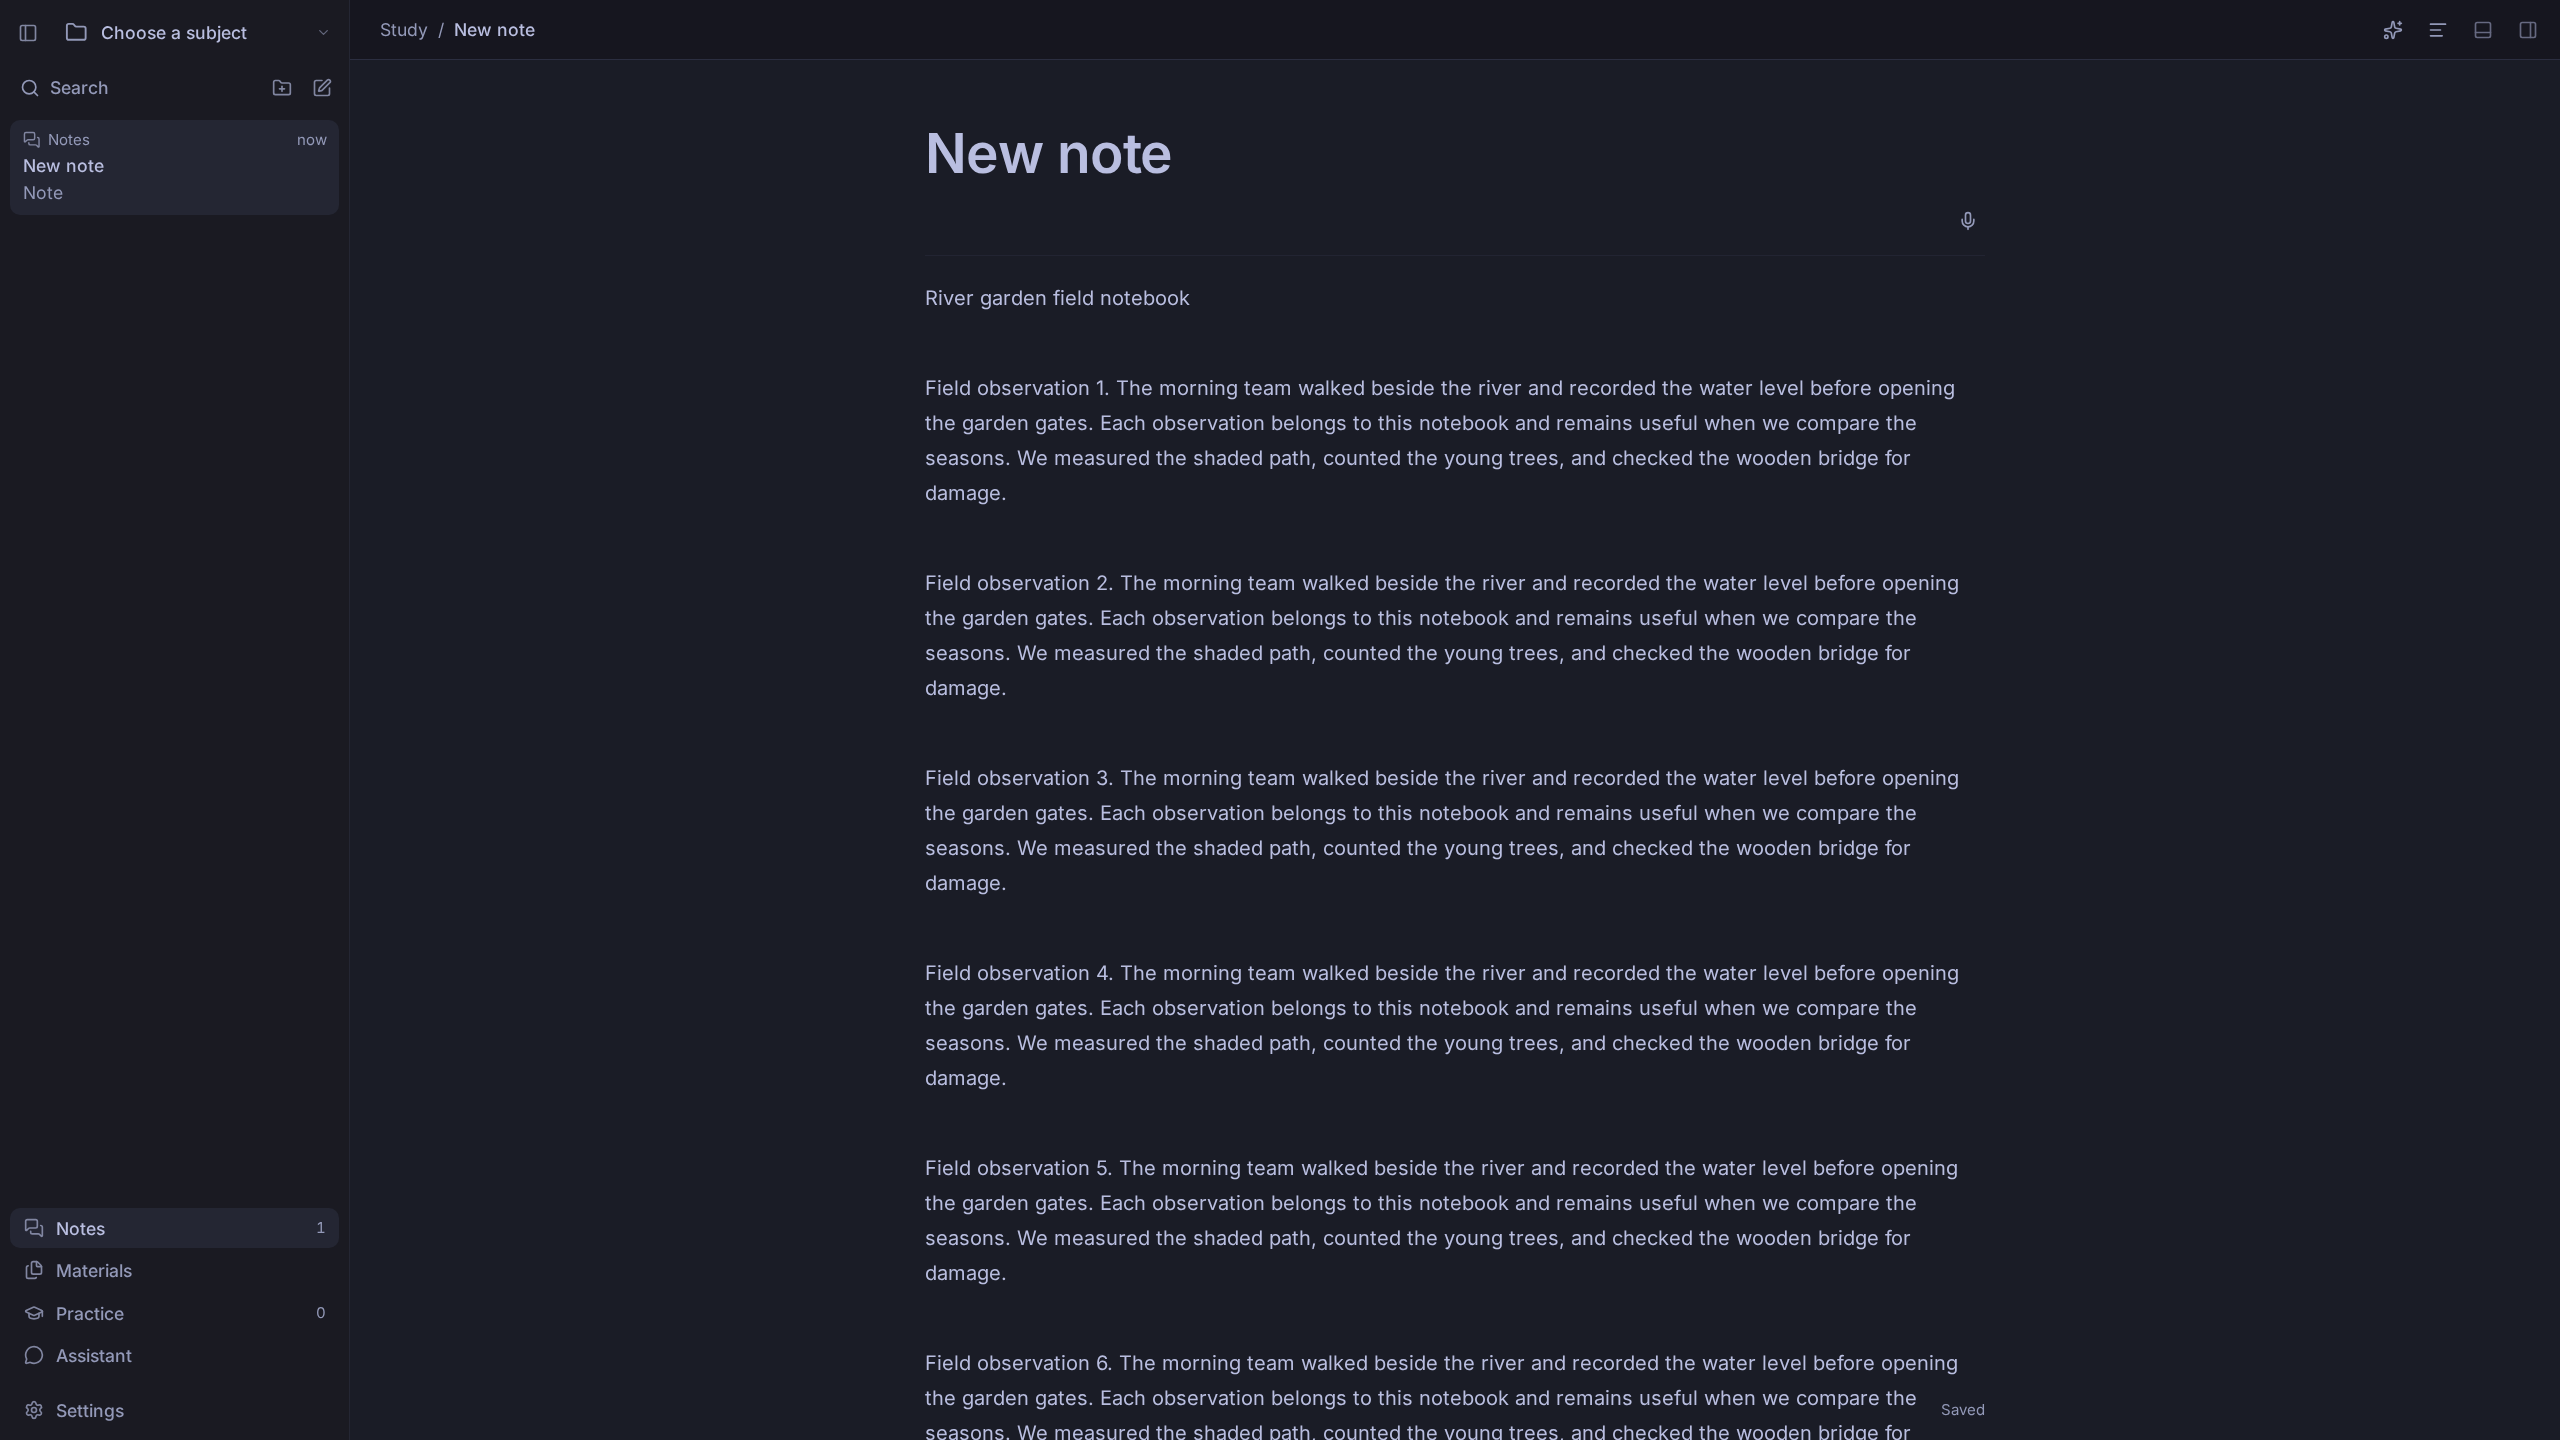 Choose a subject
Search
Notes now
New note
Note
Notes 1
Materials
Practice 0
Assistant
Settings
Study / New note
New note
River garden field notebook
Field observation 1. The morning team walked beside the river and recorded the water level before opening
the garden gates. Each observation belongs to this notebook and remains useful when we compare the
seasons. We measured the shaded path, counted the young trees, and checked the wooden bridge for
damage.
Field observation 2. The morning team walked beside the river and recorded the water level before opening
the garden gates. Each observation belongs to this notebook and remains useful when we compare the
seasons. We measured the shaded path, counted the young trees, and checked the wooden bridge for
damage.
Field observation 3. The morning team walked beside the river and recorded the water level before opening
the garden gates. Each observation belongs to this notebook and remains useful when we compare the
seasons. We measured the shaded path, counted the young trees, and checked the wooden bridge for
damage.
Field observation 4. The morning team walked beside the river and recorded the water level before opening
the garden gates. Each observation belongs to this notebook and remains useful when we compare the
seasons. We measured the shaded path, counted the young trees, and checked the wooden bridge for
damage.
Field observation 5. The morning team walked beside the river and recorded the water level before opening
the garden gates. Each observation belongs to this notebook and remains useful when we compare the
seasons. We measured the shaded path, counted the young trees, and checked the wooden bridge for
damage.
Field observation 6. The morning team walked beside the river and recorded the water level before opening
the garden gates. Each observation belongs to this notebook and remains useful when we compare the
seasons. We measured the shaded path, counted the young trees, and checked the wooden bridge for
Saved